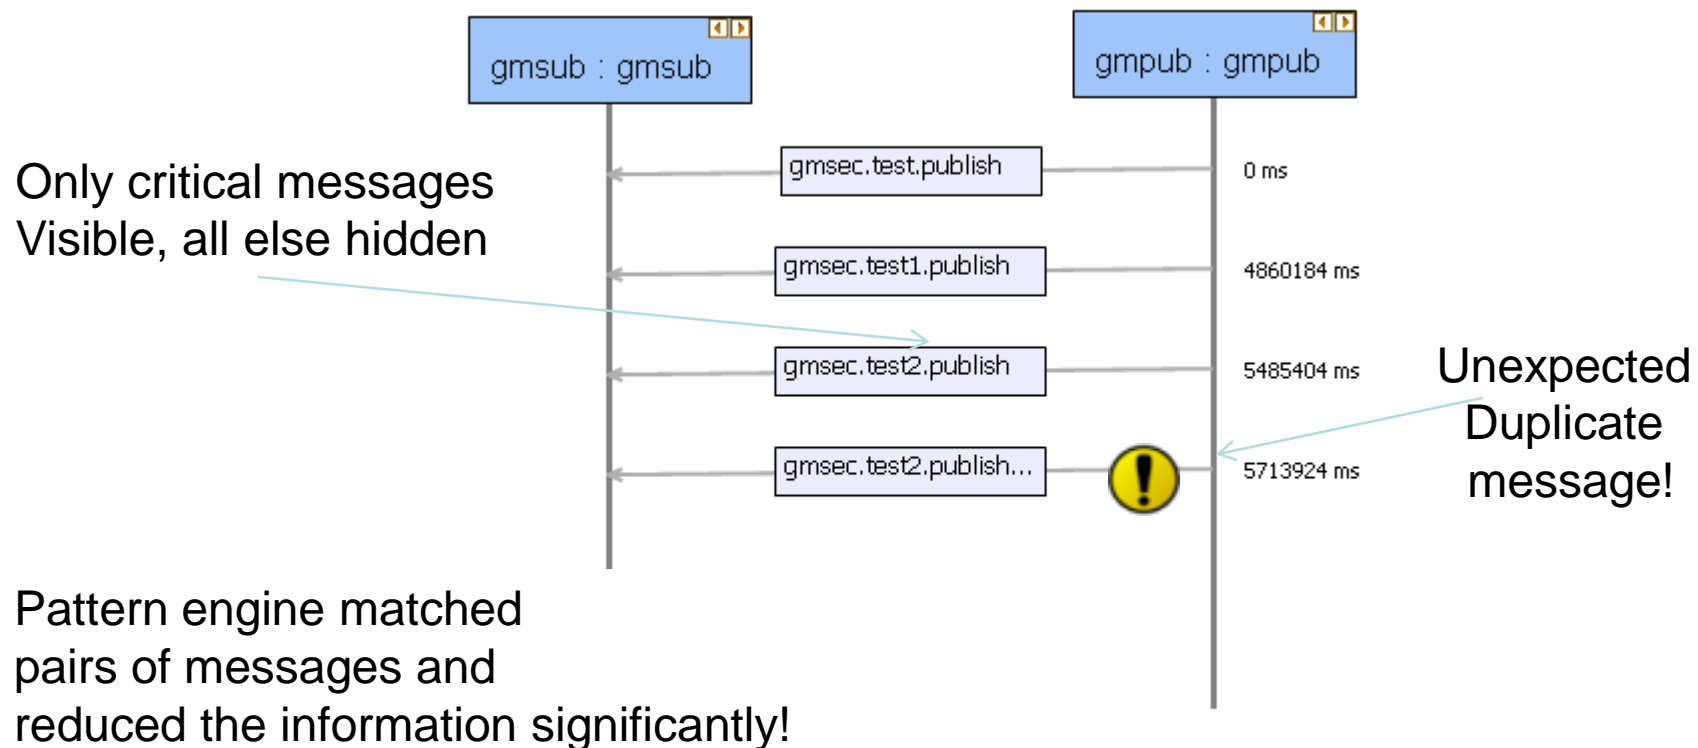 gmsub : gmsub
gmpub : gmpub
gmsec.test.publish
0 ms
Only critical messages
Visible, all else hidden
gmsec.test1.publish
4860184 ms
gmsec.test2.publish
5485404 ms
Unexpected
Duplicate
message!
gmsec.test2.publish...
5713924 ms
Pattern engine matched
pairs of messages and
reduced the information significantly!